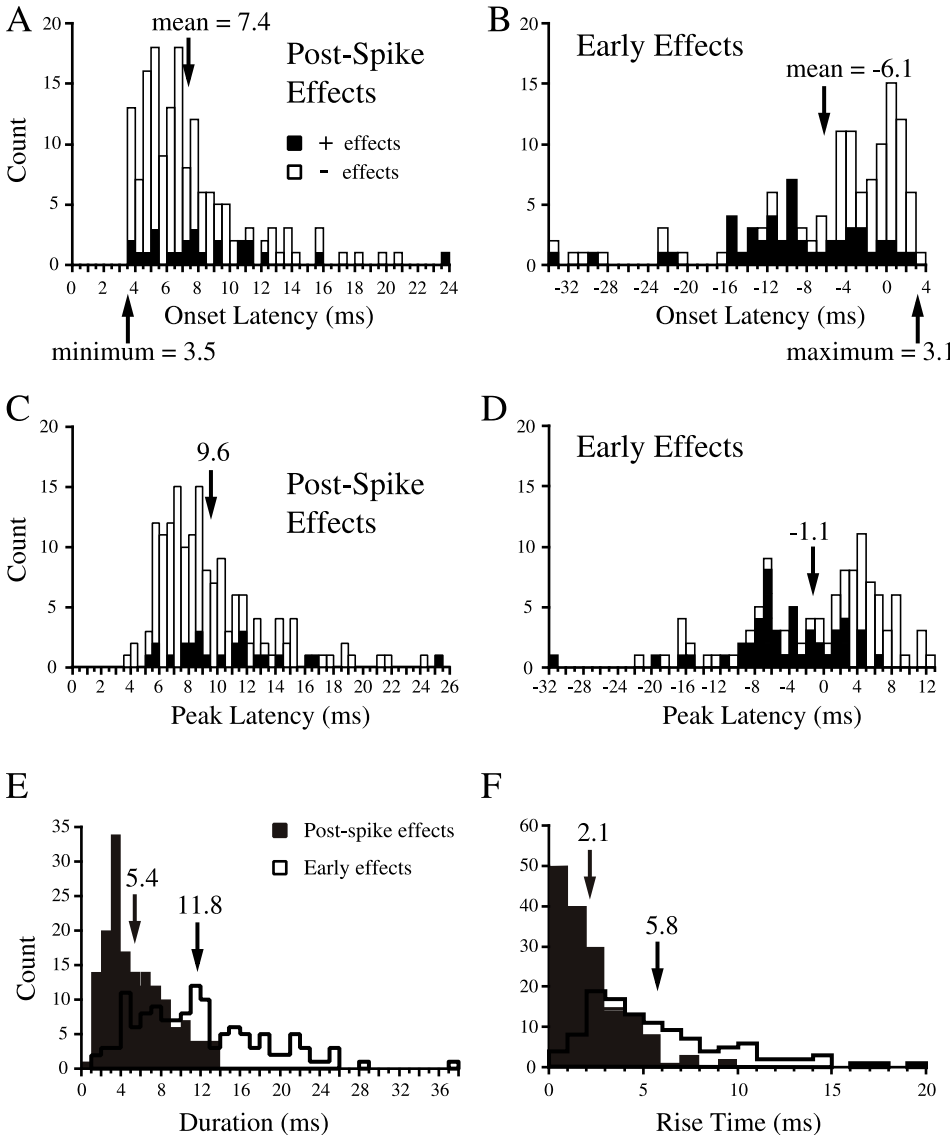 A
mean = 7.4
Post-Spike
Effects
+ effects
- effects
20
15
10
5
0
Count
0 2 4 6 8 10 12 14 16 18 20 22 24
Onset Latency (ms)
minimum = 3.5
B
Early Effects
mean = -6.1
20
15
10
5
0
-32 -28 -24 -20 -16 -12 -8 -4 0 4
Onset Latency (ms)
maximum = 3.1
C
9.6
Post-Spike
Effects
20
15
10
5
0
Count
0 2 4 6 8 10 12 14 16 18 20 22 24 26
Peak Latency (ms)
D
Early Effects
-1.1
20
15
10
5
0
-32 -28 -24 -20 -16 -12 -8 -4 0 4 8 12
Peak Latency (ms)
E
Post-spike effects
Early effects
5.4
11.8
35
30
25
20
15
10
5
0
Count
0 4 8 12 16 20 24 28 32 36
Duration (ms)
F
2.1
5.8
60
50
40
30
20
10
0
0 5 10 15 20
Rise Time (ms)